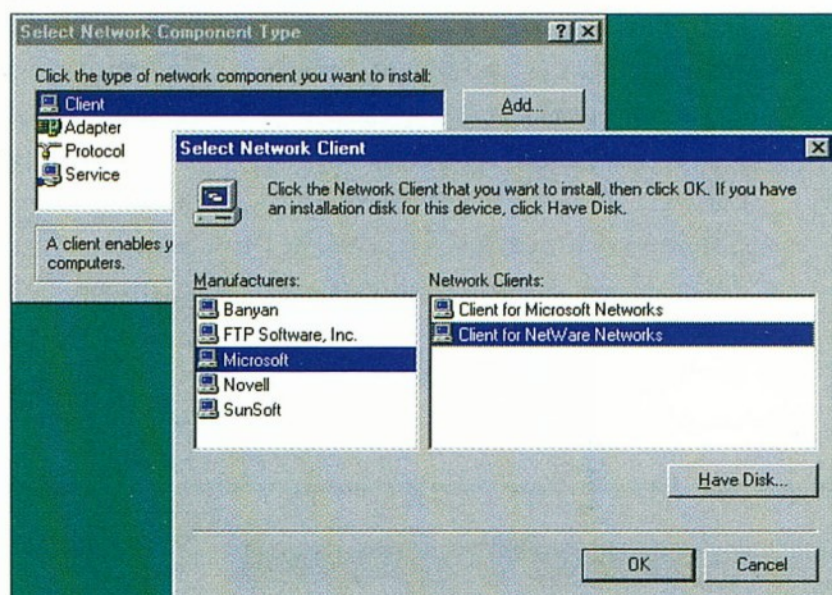 Select Network Component Type
Click the type of network component you want to install:
Client
Adapter
Protocol
Service
Add...
A client enables y
computers.
Select Network Client
Click the Network Client that you want to install, then click OK. If you have
an installation disk for this device, click Have Disk.
Manufacturers:
Banyan
FTP Software, Inc.
Microsoft
Novell
SunSoft
Network Clients:
Client for Microsoft Networks
Client for NetWare Networks
Have Disk...
OK
Cancel